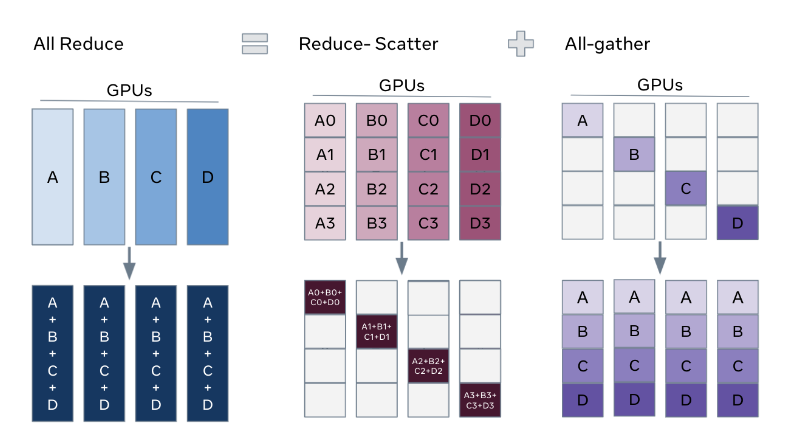 All Reduce
Reduce- Scatter
All-gather
GPUs
A B C D
A + B + C + D
A + B + C + D
A + B + C + D
A + B + C + D
GPUs
A0 B0 C0 D0
A1 B1 C1 D1
A2 B2 C2 D2
A3 B3 C3 D3
A0+B0+
C0+D0
A1+B1+
C1+D1
A2+B2+
C2+D2
A3+B3+
C3+D3
GPUs
A
B
C
D
A A A A
B B B B
C C C C
D D D D